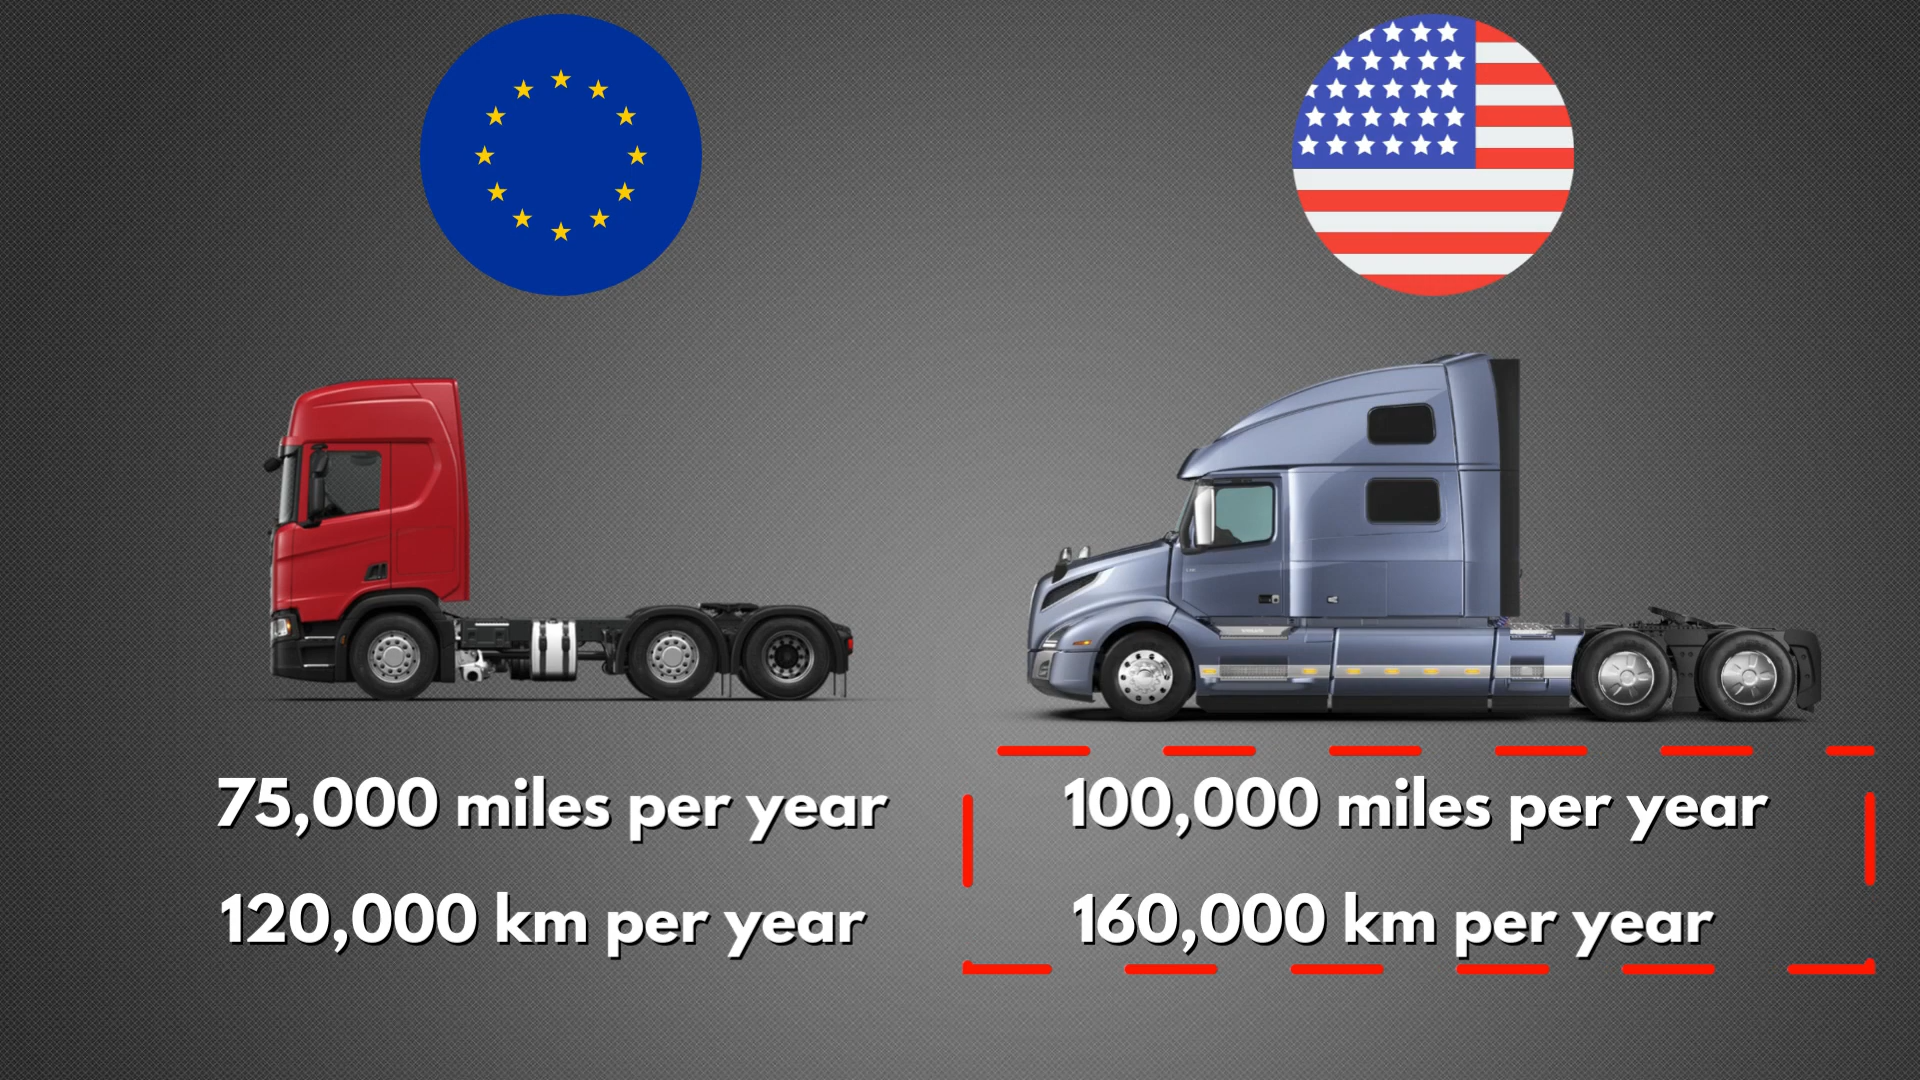 75,000 miles per year
120,000 km per year
100,000 miles per year
160,000 km per year